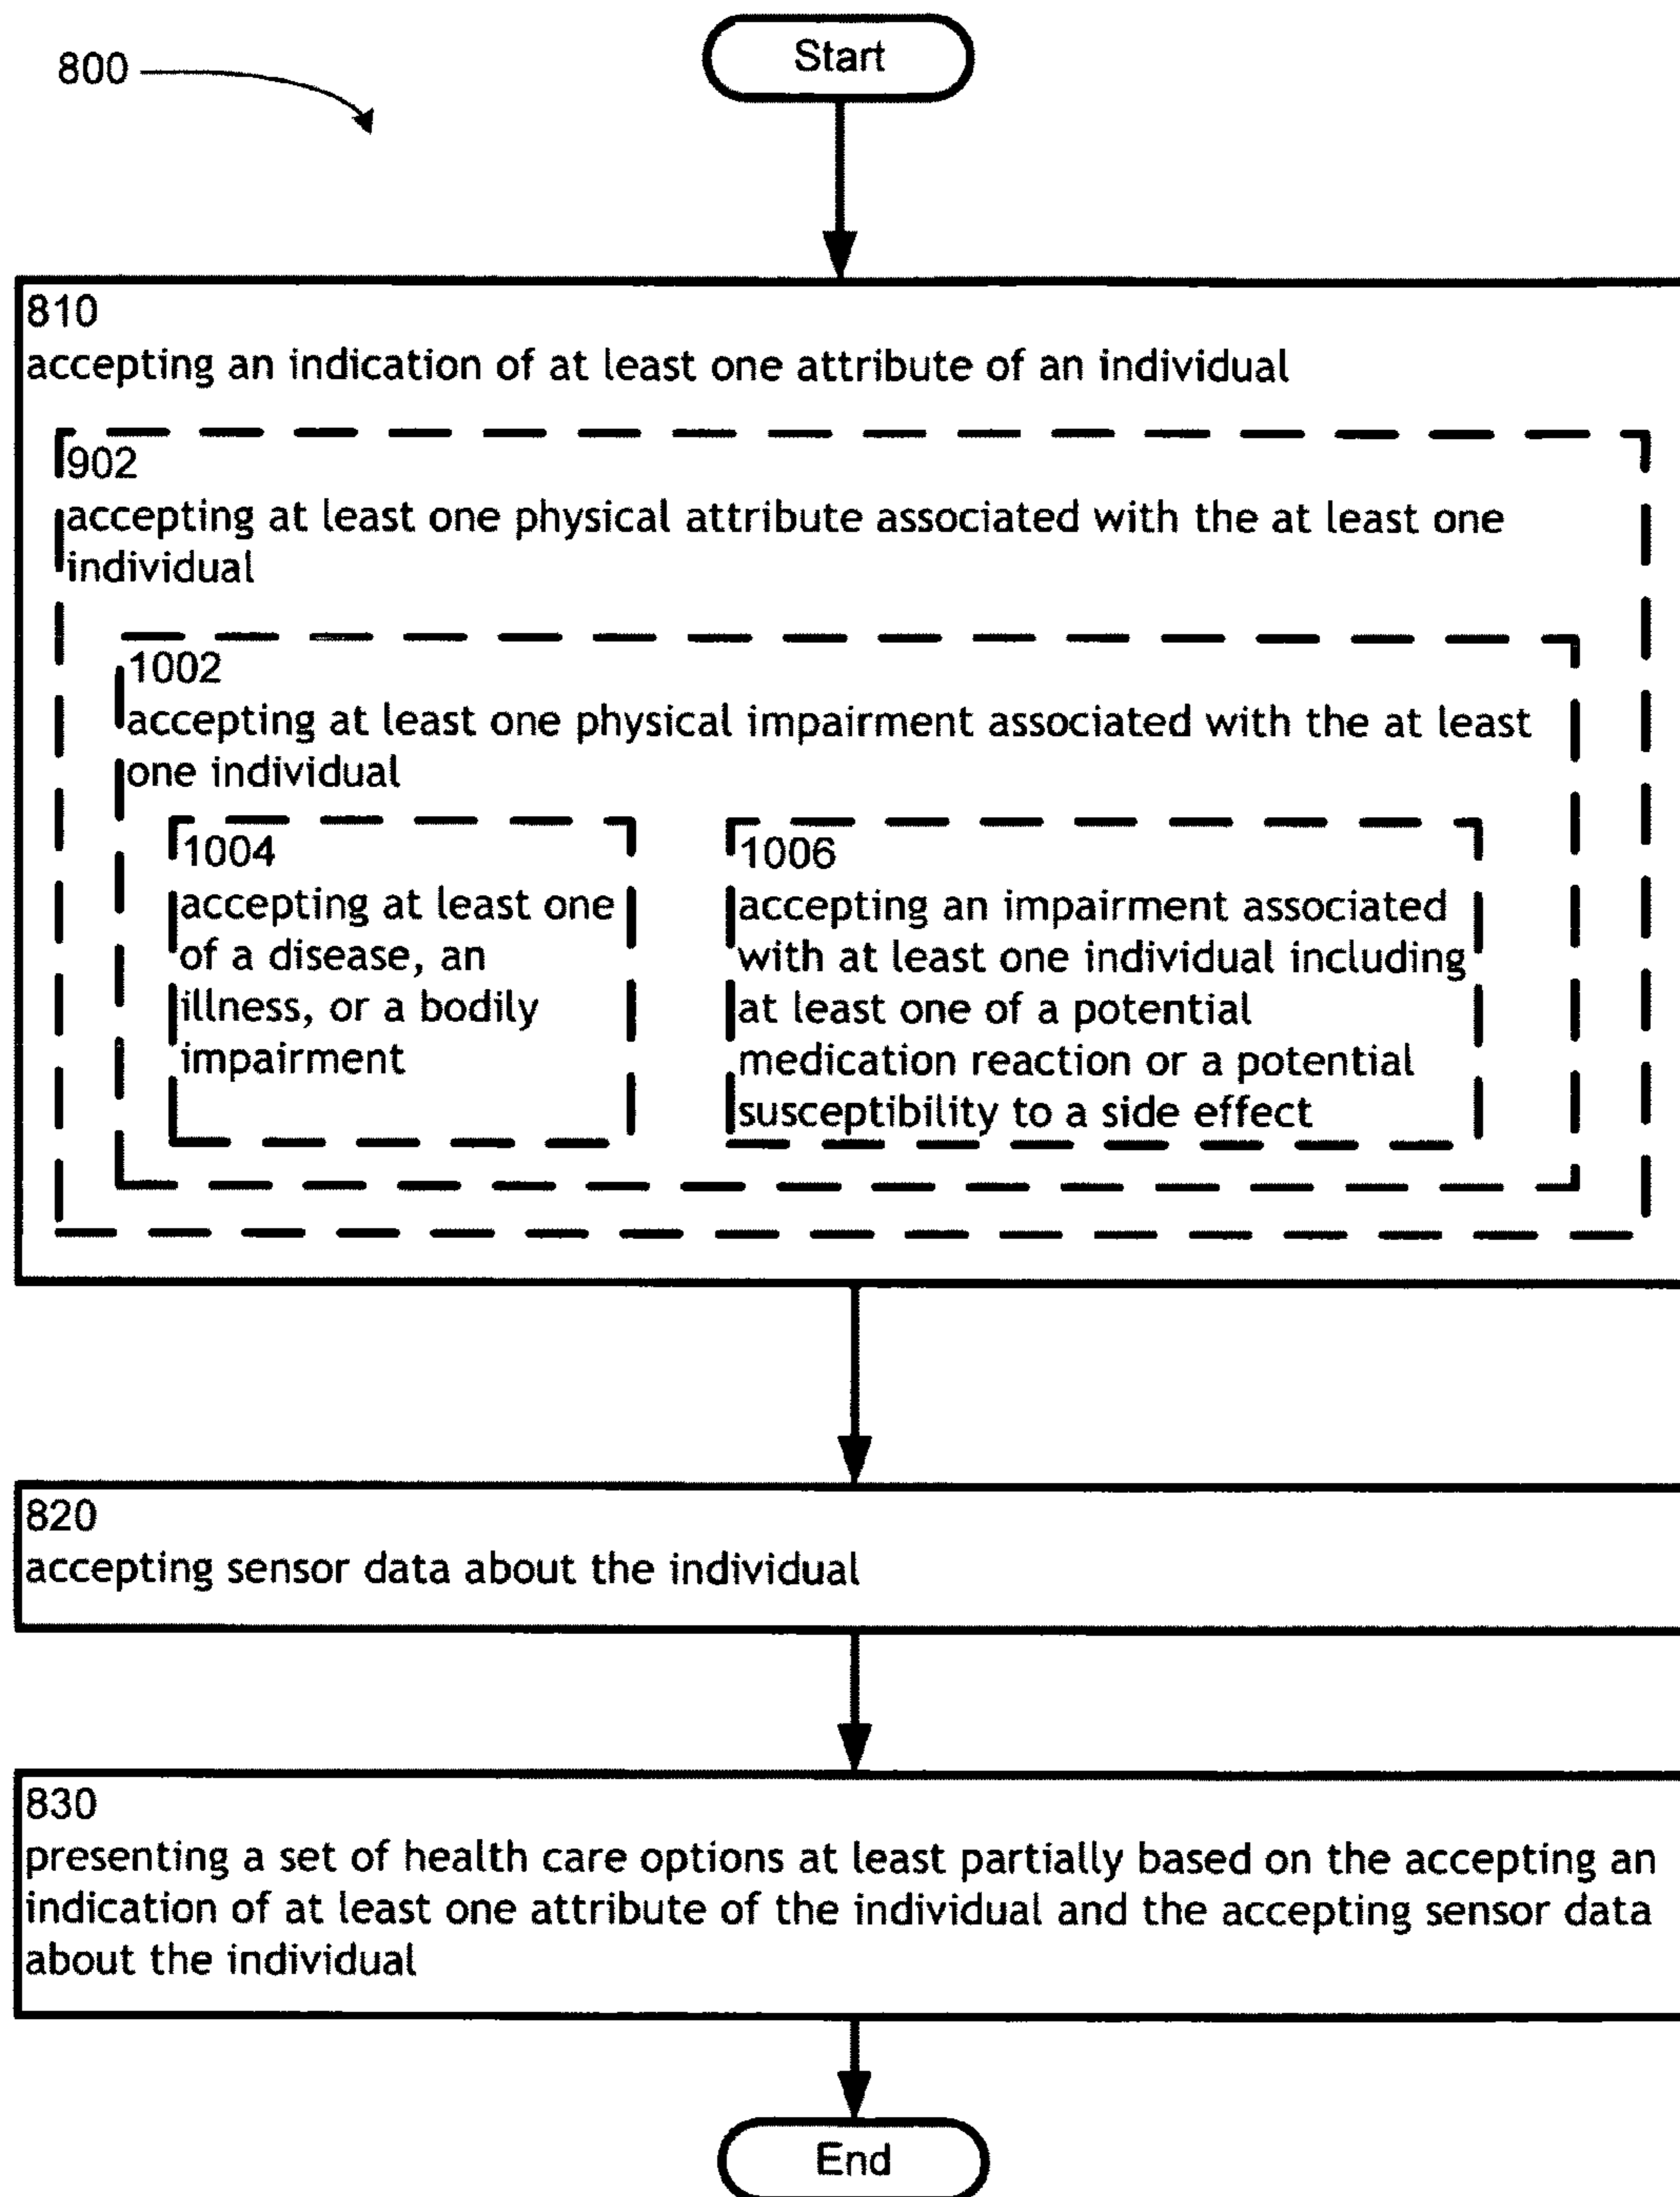 800
Start
810
accepting an indication of at least one attribute of an individual
902
accepting at least one physical attribute associated with the at least one
individual
1002
accepting at least one physical impairment associated with the at least
one individual
1004
accepting at least one
of a disease, an
illness, or a bodily
impairment
1006
accepting an impairment associated
with at least one individual including
at least one of a potential
medication reaction or a potential
susceptibility to a side effect
820
accepting sensor data about the individual
830
presenting a set of health care options at least partially based on the accepting an
indication of at least one attribute of the individual and the accepting sensor data
about the individual
End